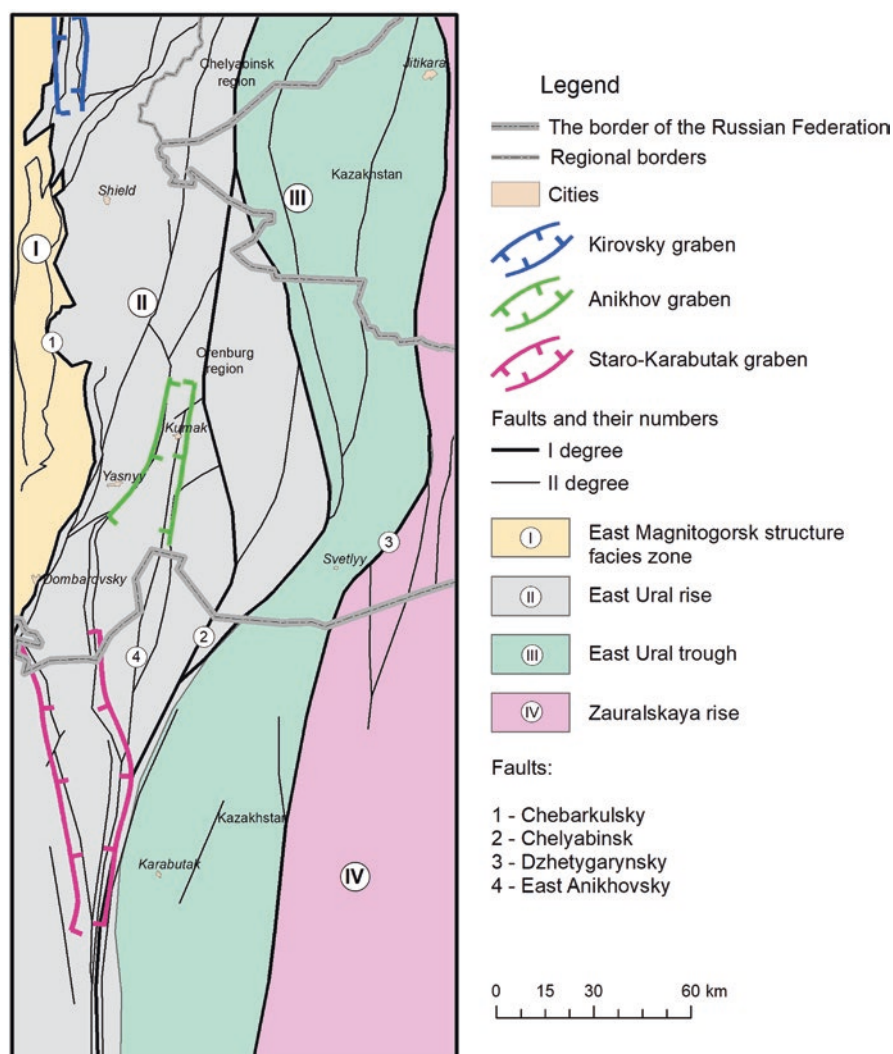 Chelyabinsk
region
Jitikara
Kazakhstan
Shield
III
I
II
1
Orenburg
region
Kumak
Yasnyy
3
Svetlyy
Dombarovsky
2
4
Kazakhstan
Karabutak
IV
Legend
The border of the Russian Federation
Regional borders
Cities
Kirovsky graben
Anikhov graben
Staro-Karabutak graben
Faults and their numbers
I degree
II degree
I East Magnitogorsk structure
facies zone
II East Ural rise
III East Ural trough
IV Zauralskaya rise
Faults:
1 - Chebarkulsky
2 - Chelyabinsk
3 - Dzhetygarynsky
4 - East Anikhovsky
0 15 30 60 km